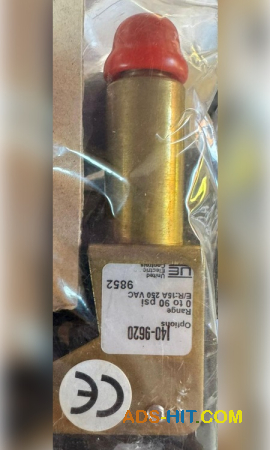 J40-9620
Options
Range
0 to 90 psi
E/R:15A 250 VAC
9852
UE
United
Electric
Controls
CE
ADS-HIT.COM